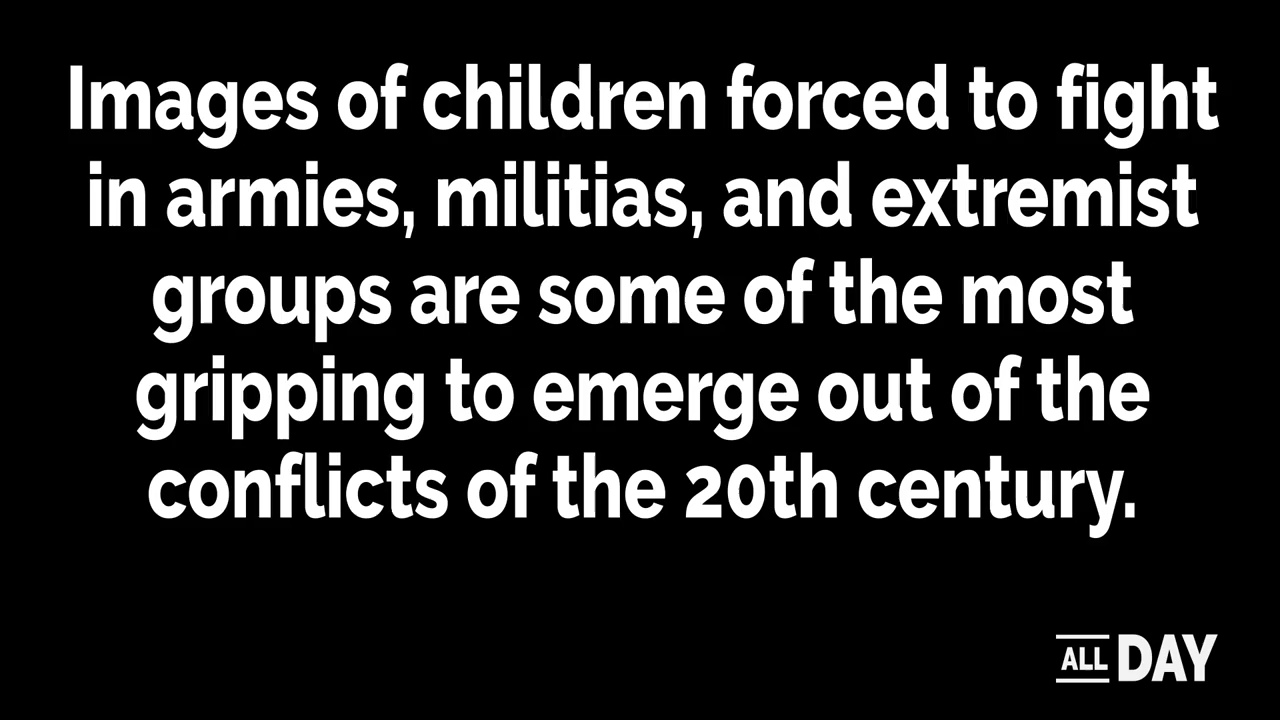 Images of children forced to fight
in armies, militias, and extremist
groups are some of the most
gripping to emerge out of the
conflicts of the 20th century.
ALL DAY